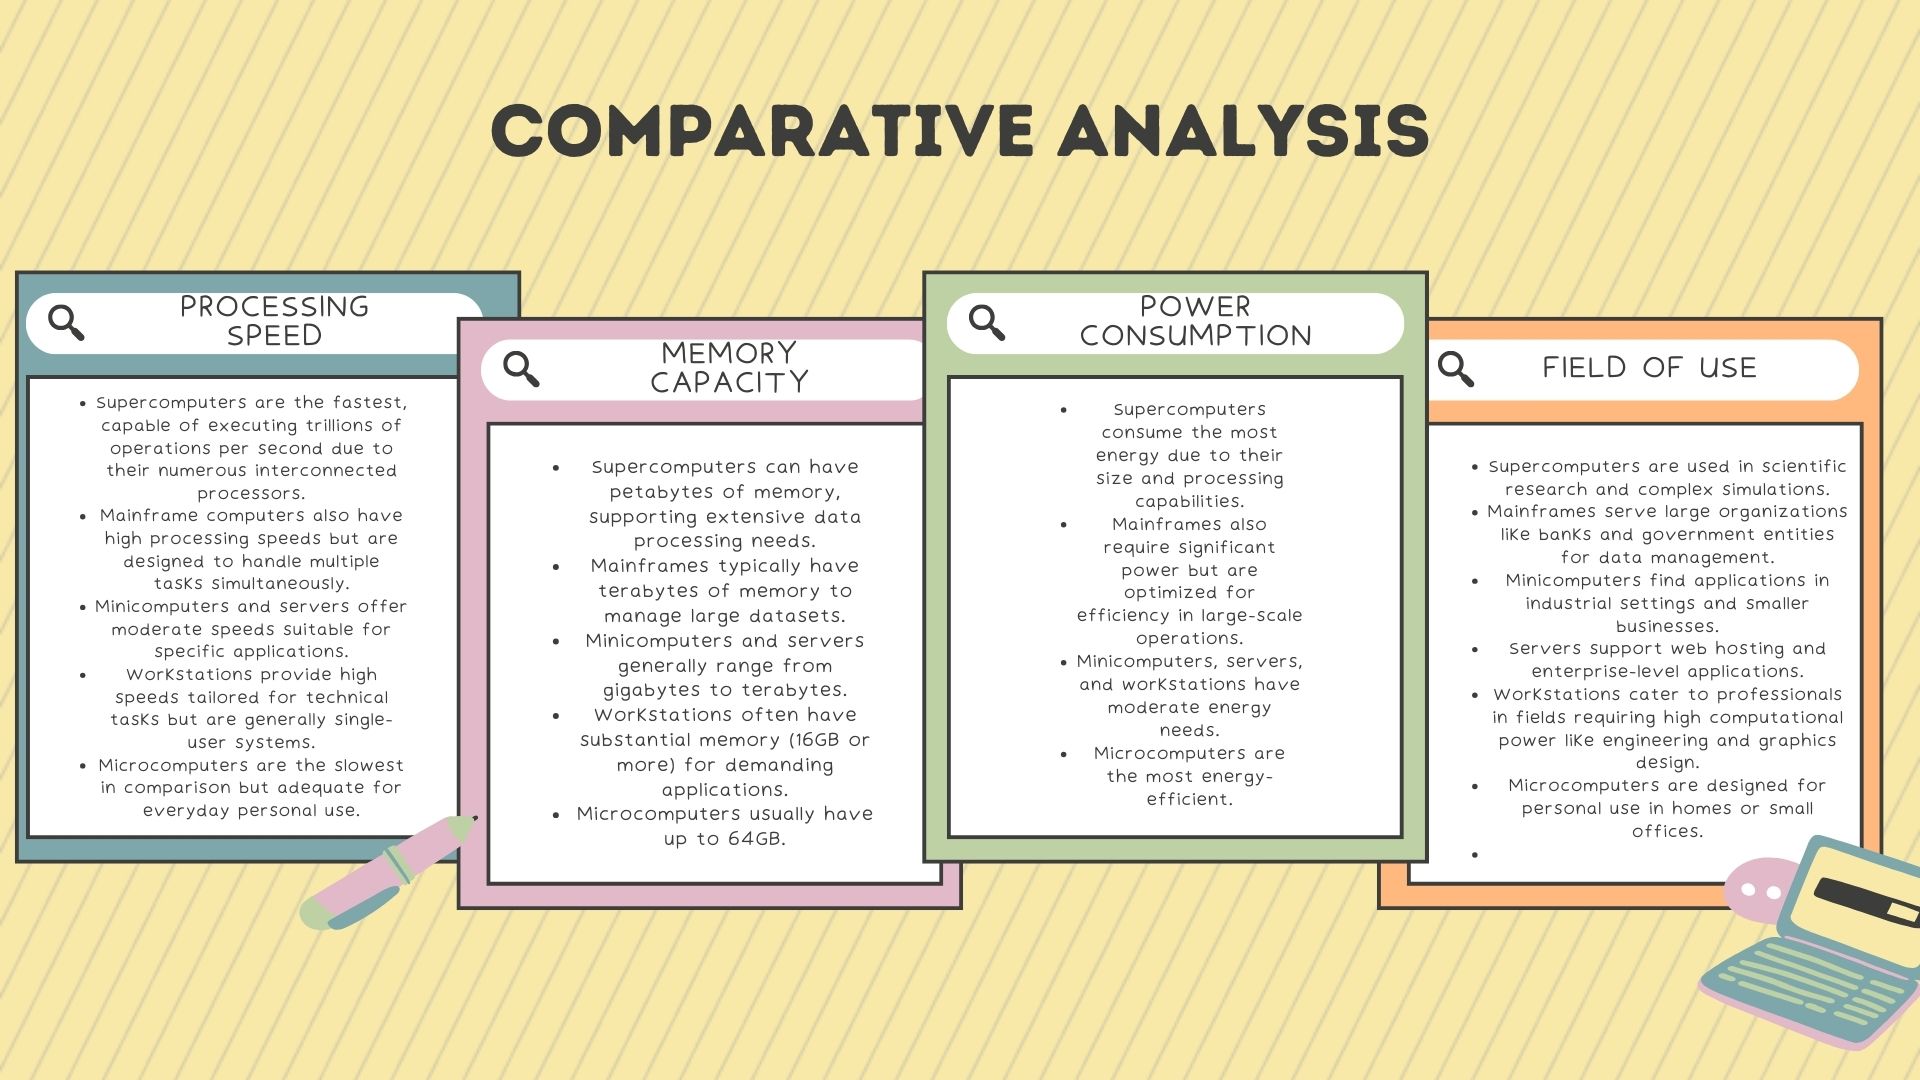 COMPARATIVE ANALYSIS
PROCESSING
SPEED
• Supercomputers are the fastest,
capable of executing trillions of
operations per second due to
their numerous interconnected
processors.
• Mainframe computers also have
high processing speeds but are
designed to handle multiple
tasks simultaneously.
• Minicomputers and servers offer
moderate speeds suitable for
specific applications.
• Workstations provide high
speeds tailored for technical
tasks but are generally single-
user systems.
• Microcomputers are the slowest
in comparison but adequate for
everyday personal use.
MEMORY
CAPACITY
• Supercomputers can have
petabytes of memory,
supporting extensive data
processing needs.
• Mainframes typically have
terabytes of memory to
manage large datasets.
• Minicomputers and servers
generally range from
gigabytes to terabytes.
• Workstations often have
substantial memory (16GB or
more) for demanding
applications.
• Microcomputers usually have
up to 64GB.
POWER
CONSUMPTION
• Supercomputers
consume the most
energy due to their
size and processing
capabilities.
• Mainframes also
require significant
power but are
optimized for
efficiency in large-scale
operations.
• Minicomputers, servers,
and workstations have
moderate energy
needs.
• Microcomputers are
the most energy-
efficient.
FIELD OF USE
• Supercomputers are used in scientific
research and complex simulations.
• Mainframes serve large organizations
like banks and government entities
for data management.
• Minicomputers find applications in
industrial settings and smaller
businesses.
• Servers support web hosting and
enterprise-level applications.
• Workstations cater to professionals
in fields requiring high computational
power like engineering and graphics
design.
• Microcomputers are designed for
personal use in homes or small
offices.
•